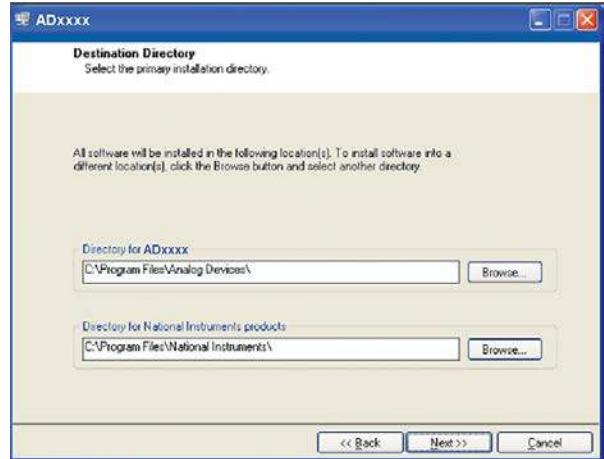 ADxxxx
Destination Directory
Select the primary installation directory.
All software will be installed in the following location(s). To install software into a
different location(s), click the Browse button and select another directory.
Directory for ADxxxx
C:\Program Files\Analog Devices\
Browse...
Directory for National Instruments products
C:\Program Files\National Instruments\
Browse...
<< Back
Next >>
Cancel